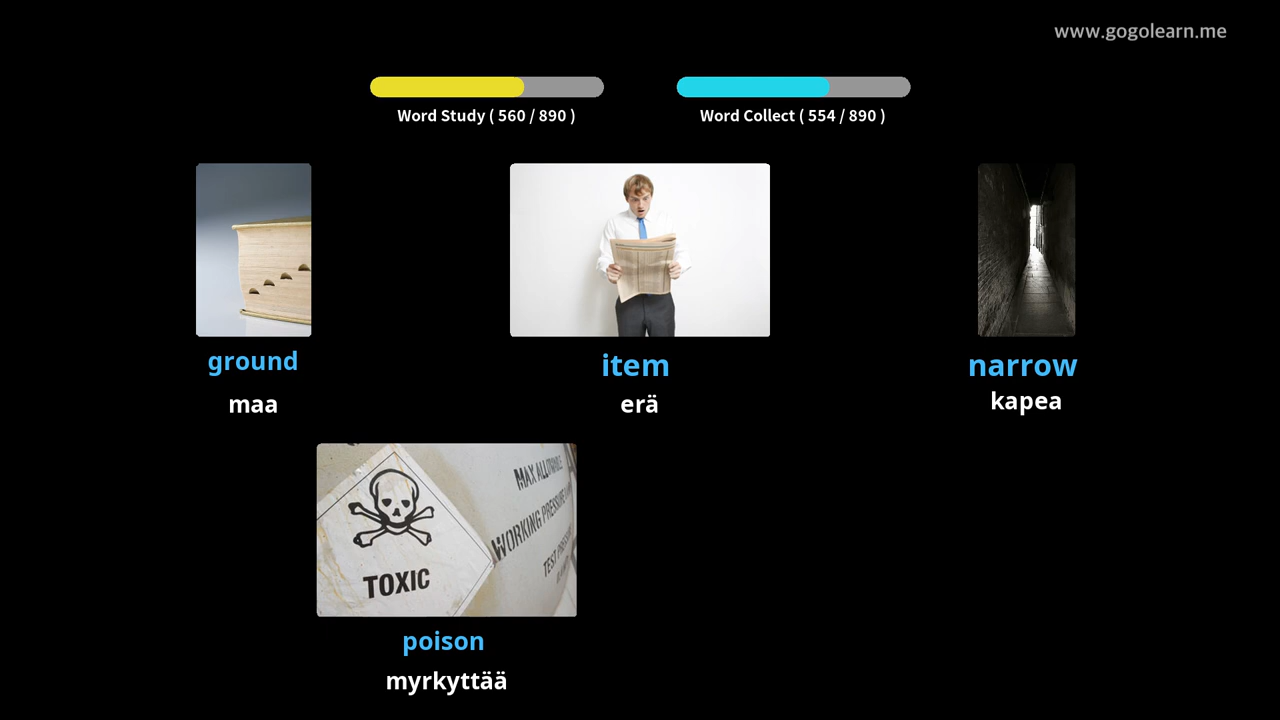 www.gogolearn.me
Word Study ( 560 / 890 )
Word Collect ( 554 / 890 )
ground
maa
item
erä
narrow
kapea
TOXIC
MAX ALLOWABLE
WORKING PRESSURE
poison
myrkyttää